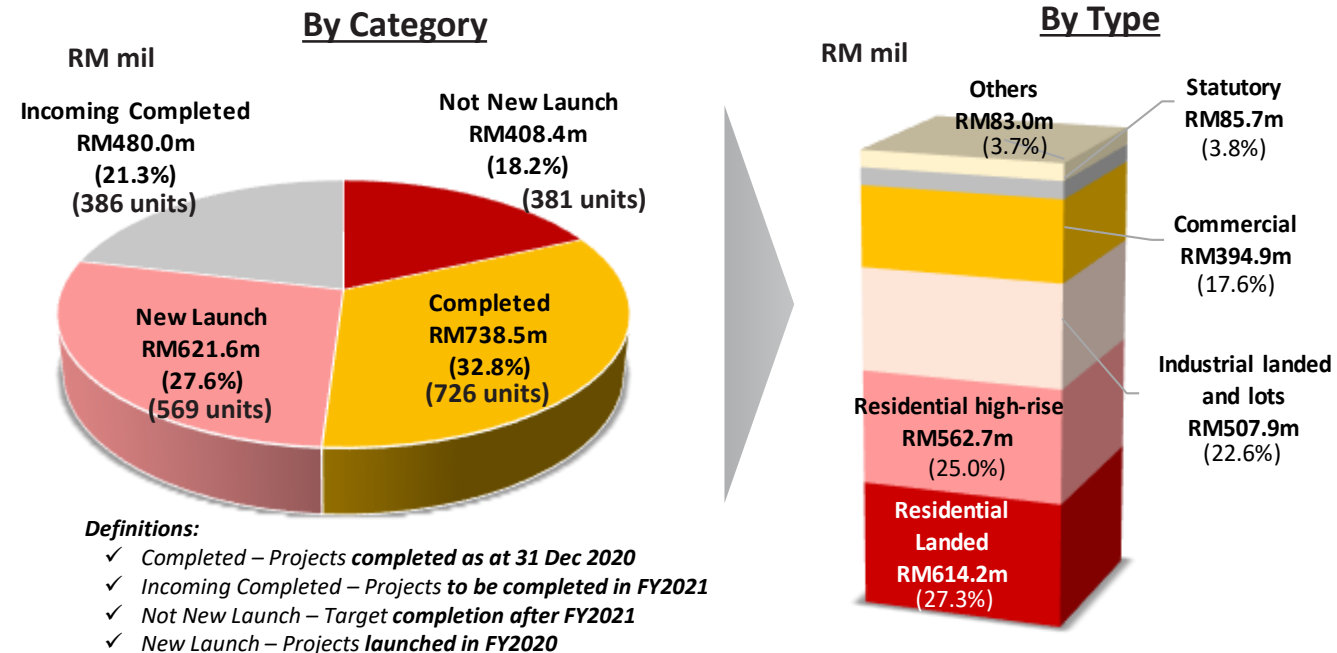 By Category
RM mil
Incoming Completed
RM480.0m
(21.3%)
(386 units)
Not New Launch
RM408.4m
(18.2%)
(381 units)
New Launch
RM621.6m
(27.6%)
(569 units)
Completed
RM738.5m
(32.8%)
(726 units)
Definitions:
✓ Completed – Projects completed as at 31 Dec 2020
✓ Incoming Completed – Projects to be completed in FY2021
✓ Not New Launch – Target completion after FY2021
✓ New Launch – Projects launched in FY2020
By Type
RM mil
Others
RM83.0m
(3.7%)
Statutory
RM85.7m
(3.8%)
Commercial
RM394.9m
(17.6%)
Industrial landed
and lots
RM507.9m
(22.6%)
Residential high-rise
RM562.7m
(25.0%)
Residential
Landed
RM614.2m
(27.3%)